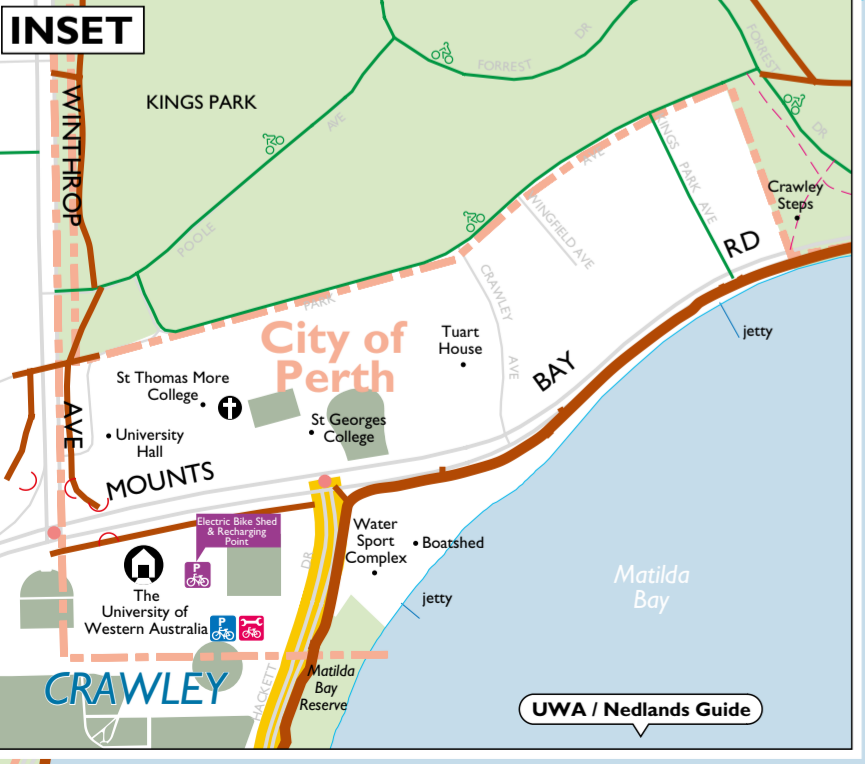 INSET
KINGS PARK
WINTHROP
AVE
FORREST
DR
FORREST
DR
POOLE
AVE
PARK
AVE
KINGS
PARK AVE
WINGFIELD AVE
CRAWLEY
AVE
Crawley
Steps
MOUNTS
BAY
RD
jetty
City of
Perth
Tuart
House
St Thomas More
College
University
Hall
St Georges
College
Electric Bike Shed
& Recharging
Point
P
The
University of
Western Australia
P
Water
Sport
Complex
Boatshed
jetty
Matilda
Bay
HACKETT
DR
Matilda
Bay
Reserve
CRAWLEY
UWA / Nedlands Guide